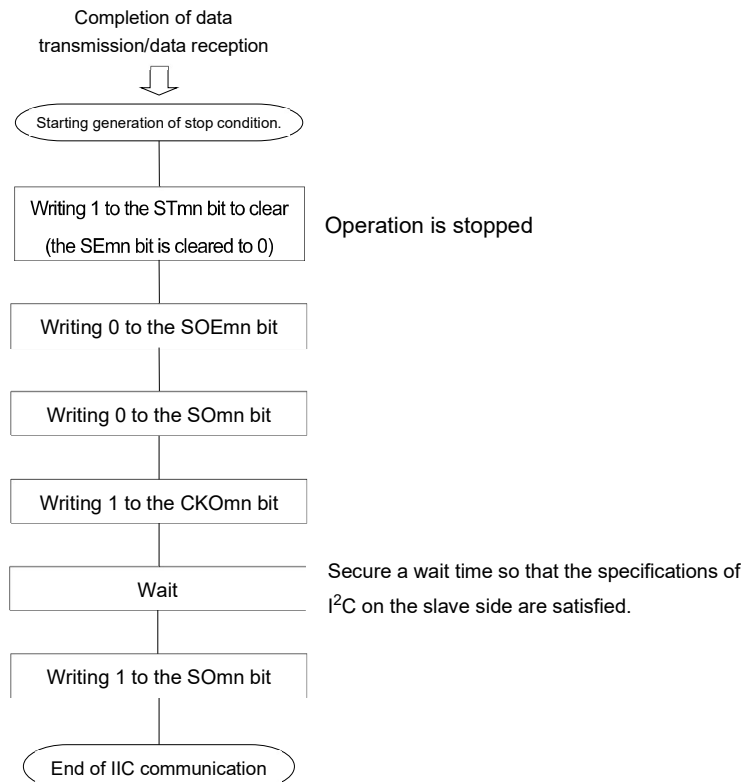 Completion of data
transmission/data reception
Starting generation of stop condition.
Writing 1 to the STmn bit to clear
(the SEmn bit is cleared to 0)
Operation is stopped
Writing 0 to the SOEmn bit
Writing 0 to the SOmn bit
Writing 1 to the CKOmn bit
Wait
Secure a wait time so that the specifications of
I²C on the slave side are satisfied.
Writing 1 to the SOmn bit
End of IIC communication